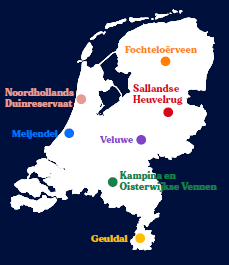 Fochteloërveen
Noordhollands
Duinreservaat
Sallandse
Heuvelrug
Meijendel
Veluwe
Kampina en
Oisterwijkse Vennen
Geuldal